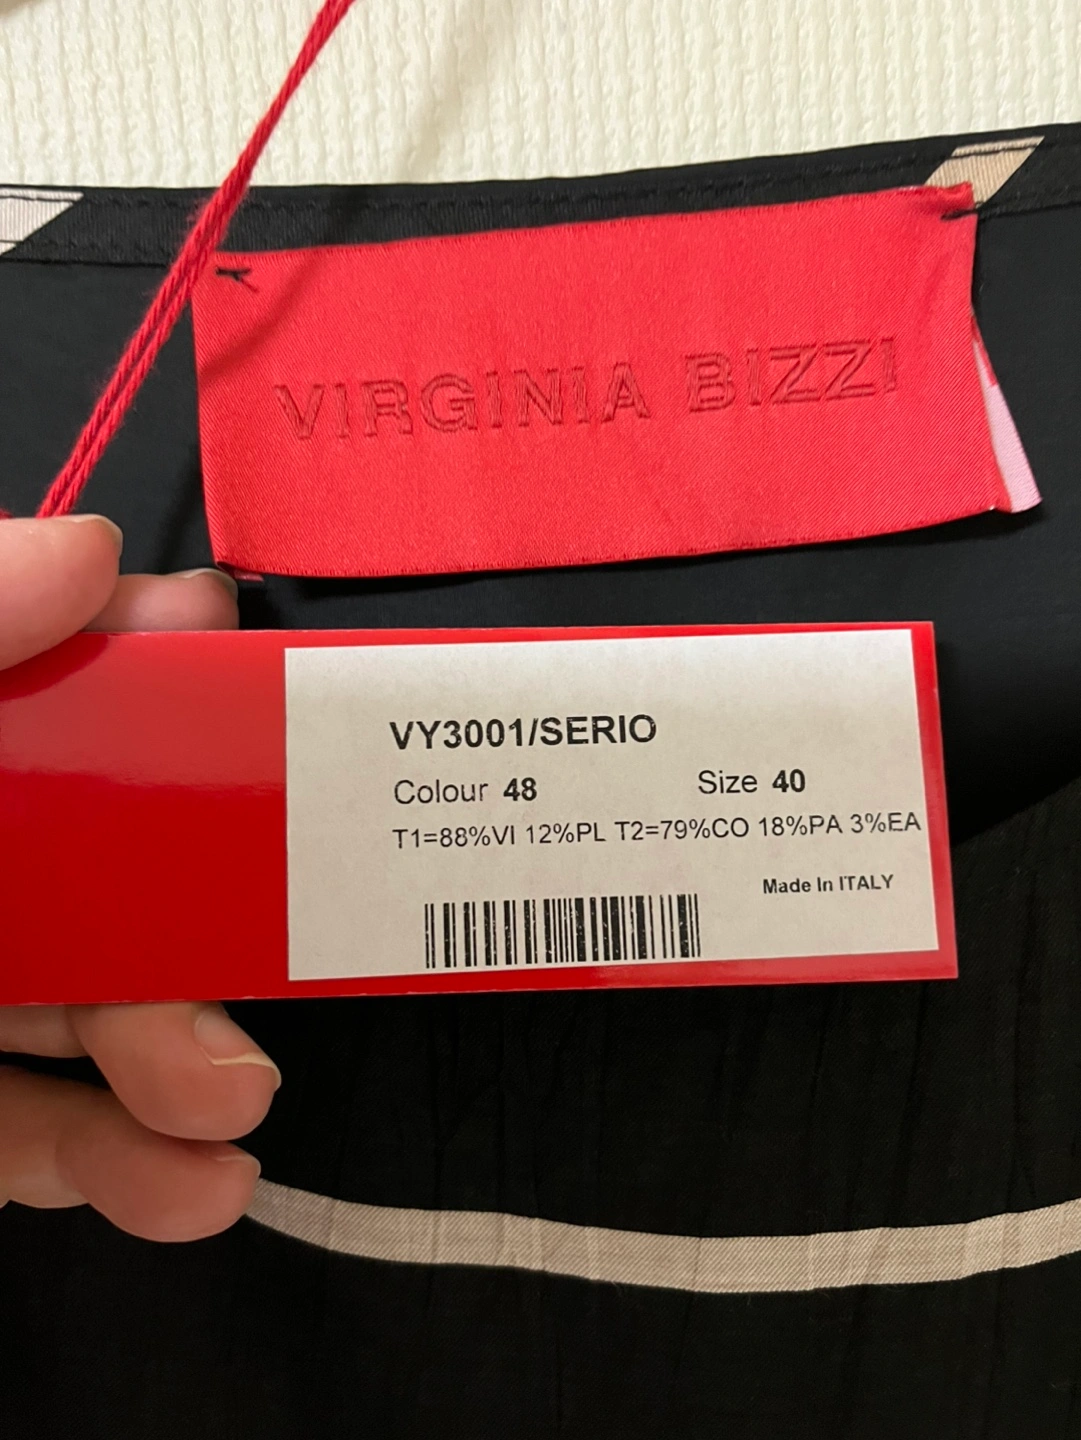 VIRGINIA BIZZI
VY3001/SERIO
Colour 48 Size 40
T1=88%VI 12%PL T2=79%CO 18%PA 3%EA
Made In ITALY